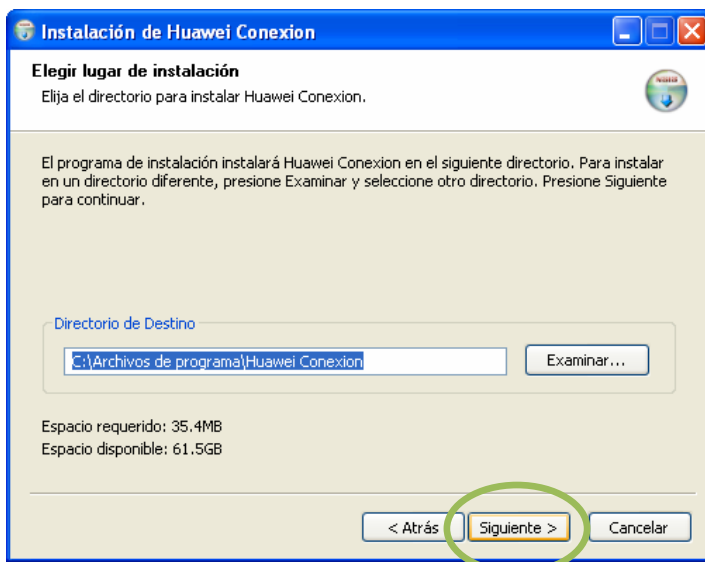 Instalación de Huawei Conexion
Elegir lugar de instalación
Elija el directorio para instalar Huawei Conexion.
El programa de instalación instalará Huawei Conexion en el siguiente directorio. Para instalar
en un directorio diferente, presione Examinar y seleccione otro directorio. Presione Siguiente
para continuar.
Directorio de Destino
C:\Archivos de programa\Huawei Conexion
Examinar...
Espacio requerido: 35.4MB
Espacio disponible: 61.5GB
< Atrás
Siguiente >
Cancelar